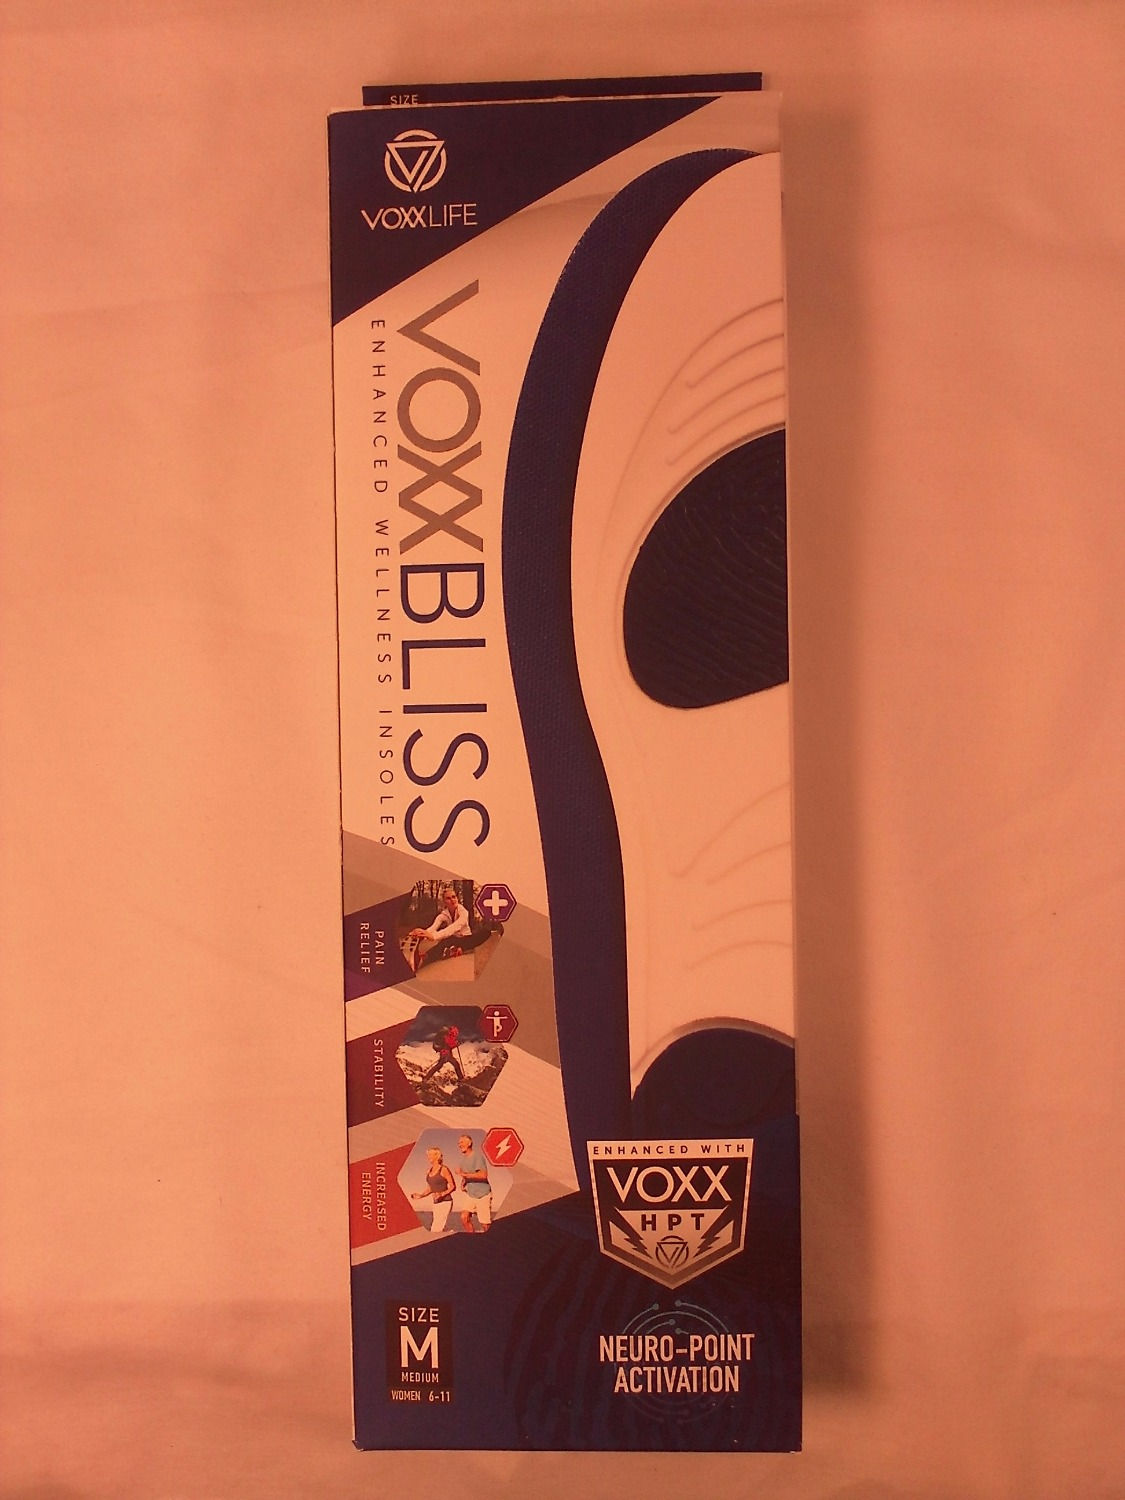 SIZE
VOXXLIFE
VOXXBLISS
ENHANCED WELLNESS INSOLES
PAIN
RELIEF
STABILITY
INCREASED
ENERGY
ENHANCED WITH
VOXX
HPT
SIZE
M
MEDIUM
WOMEN 6-11
NEURO-POINT
ACTIVATION